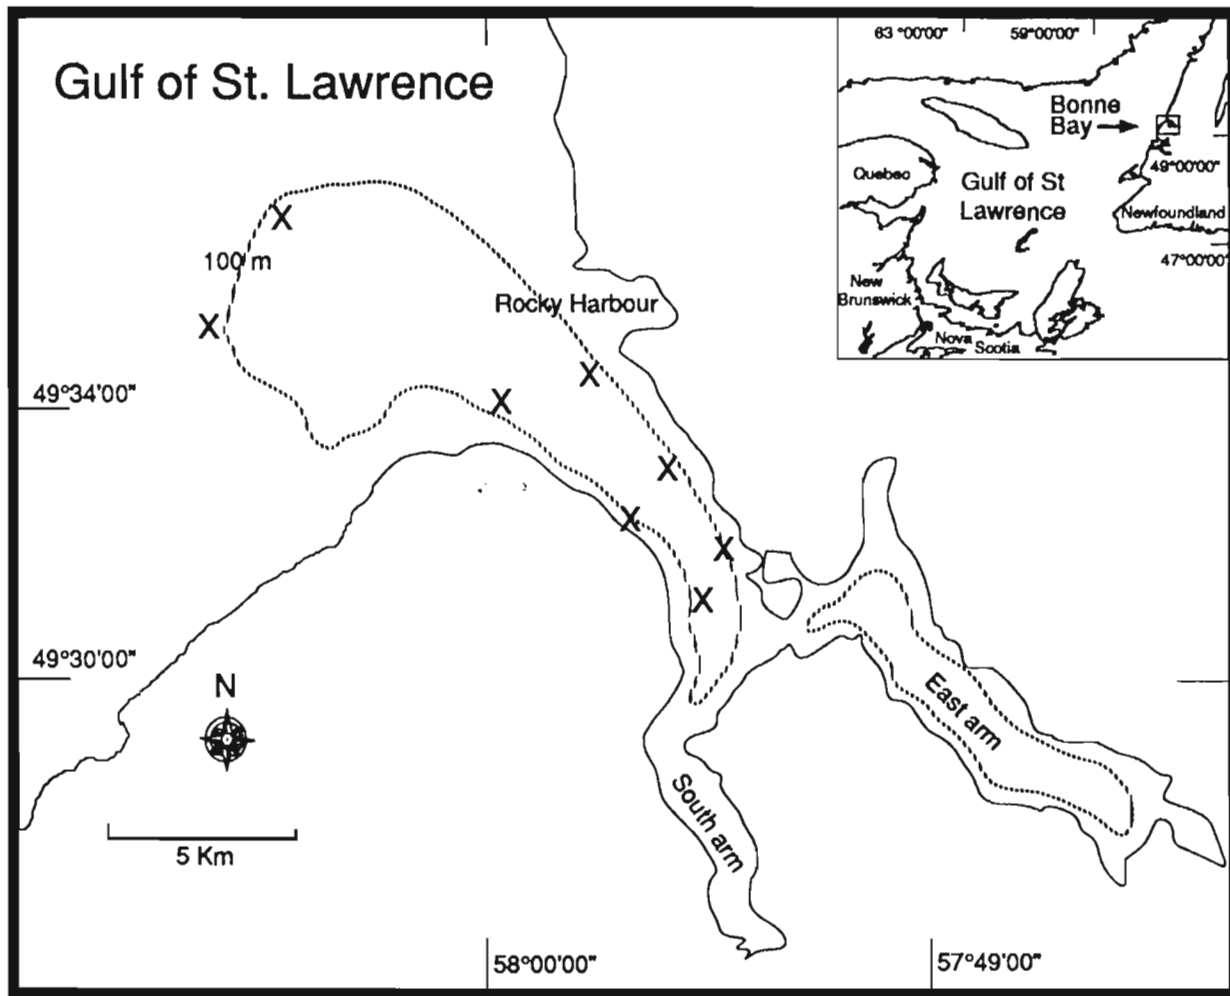 Gulf of St. Lawrence
63 °00'00"
59°00'00"
Bonne
Bay
49°00'00"
Quebec
Gulf of St
Lawrence
Newfoundland
47°00'00"
New
Brunswick
Nova
Scotia
X
100 m
X
Rocky Harbour
X
X
49°34'00"
X
X
X
X
49°30'00"
N
East arm
South arm
5 Km
58°00'00"
57°49'00"